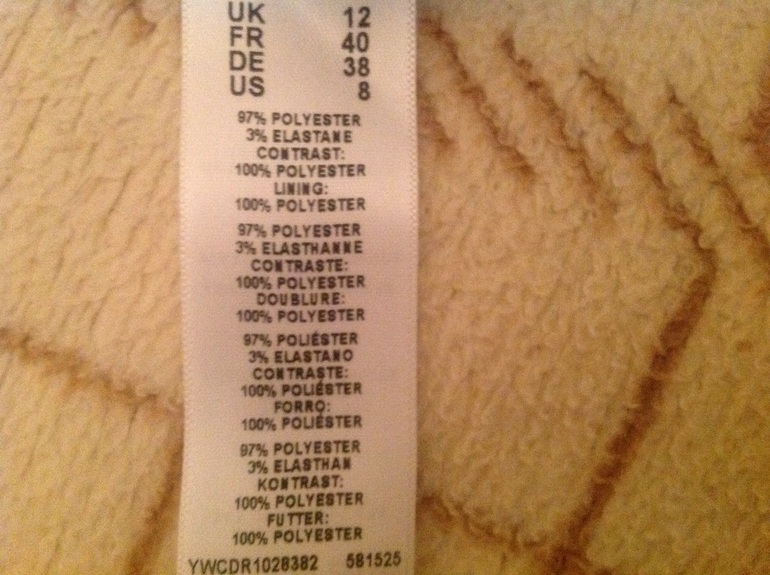 UK 12
FR 40
DE 38
US 8
97% POLYESTER
3% ELASTANE
CONTRAST:
100% POLYESTER
LINING:
100% POLYESTER
97% POLYESTER
3% ELASTHANNE
CONTRASTE:
100% POLYESTER
DOUBLURE:
100% POLYESTER
97% POLIÉSTER
3% ELASTANO
CONTRASTE:
100% POLIÉSTER
FORRO:
100% POLIÉSTER
97% POLYESTER
3% ELASTHAN
KONTRAST:
100% POLYESTER
FUTTER:
100% POLYESTER
YWCDR1028382 581525